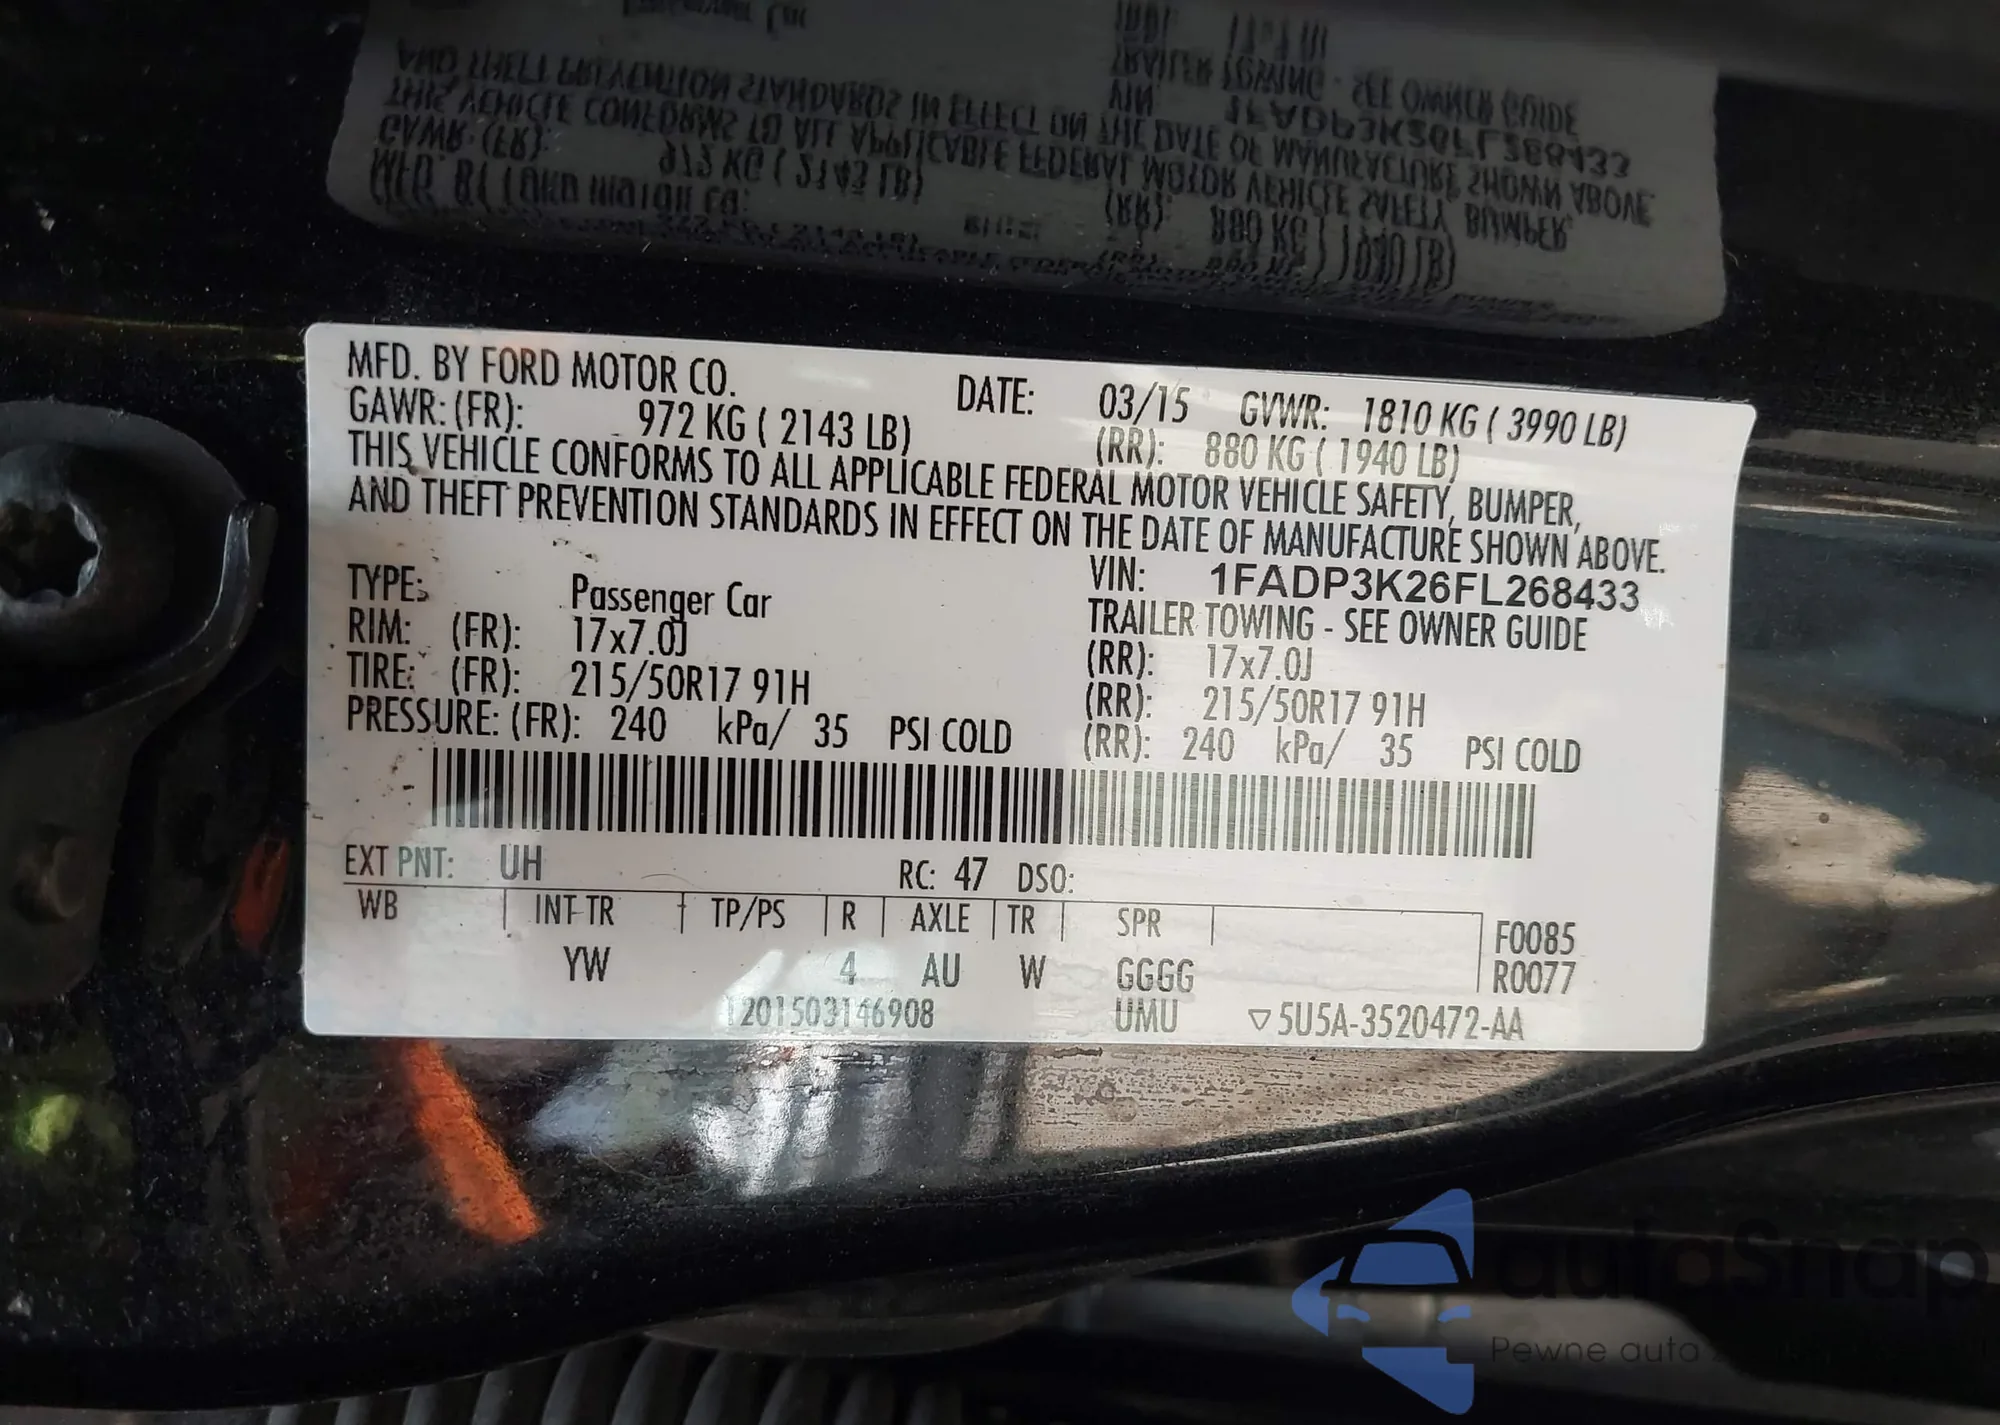 MFD. BY FORD MOTOR CO. DATE: 03/15 GVWR: 1810 KG ( 3990 LB)
GAWR: (FR): 972 KG ( 2143 LB) (RR): 880 KG ( 1940 LB)
THIS VEHICLE CONFORMS TO ALL APPLICABLE FEDERAL MOTOR VEHICLE SAFETY, BUMPER,
AND THEFT PREVENTION STANDARDS IN EFFECT ON THE DATE OF MANUFACTURE SHOWN ABOVE.
VIN: 1FADP3K26FL268433
TYPE: Passenger Car TRAILER TOWING - SEE OWNER GUIDE
RIM: (FR): 17x7.0J (RR): 17x7.0J
TIRE: (FR): 215/50R17 91H (RR): 215/50R17 91H
PRESSURE: (FR): 240 kPa/ 35 PSI COLD (RR): 240 kPa/ 35 PSI COLD
EXT PNT: UH RC: 47 DSO:
WB INT TR TP/PS R AXLE TR SPR F0085
YW 4 AU W GGGG R0077
1201503146908 UMU ▽5U5A-3520472-AA
autaSnap
Pewne auta